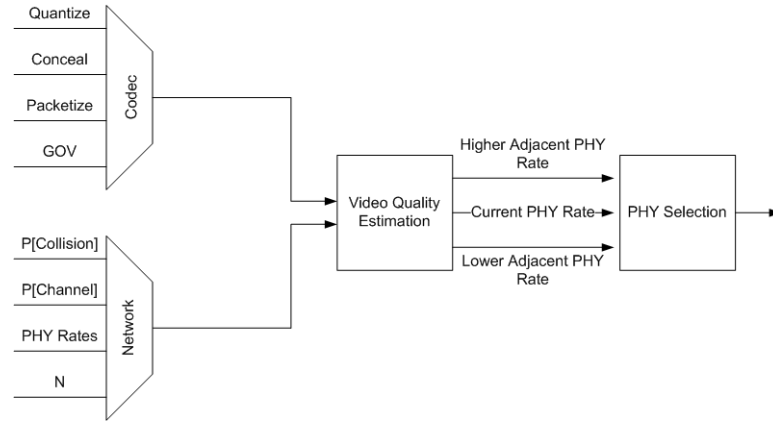 Quantize
Conceal
Packetize
GOV
Codec
P[Collision]
P[Channel]
PHY Rates
N
Network
Video Quality
Estimation
Higher Adjacent PHY
Rate
Current PHY Rate
Lower Adjacent PHY
Rate
PHY Selection